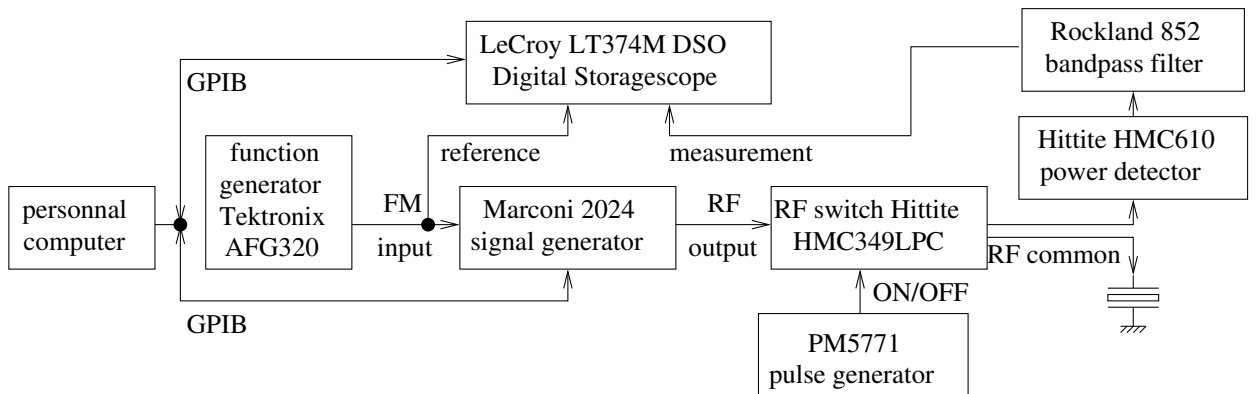 LeCroy LT374M DSO
Digital Storagescope
Rockland 852
bandpass filter
GPIB
function
generator
Tektronix
AFG320
reference
measurement
Hittite HMC610
power detector
personnal
computer
FM
input
Marconi 2024
signal generator
RF
output
RF switch Hittite
HMC349LPC
RF common
GPIB
ON/OFF
PM5771
pulse generator